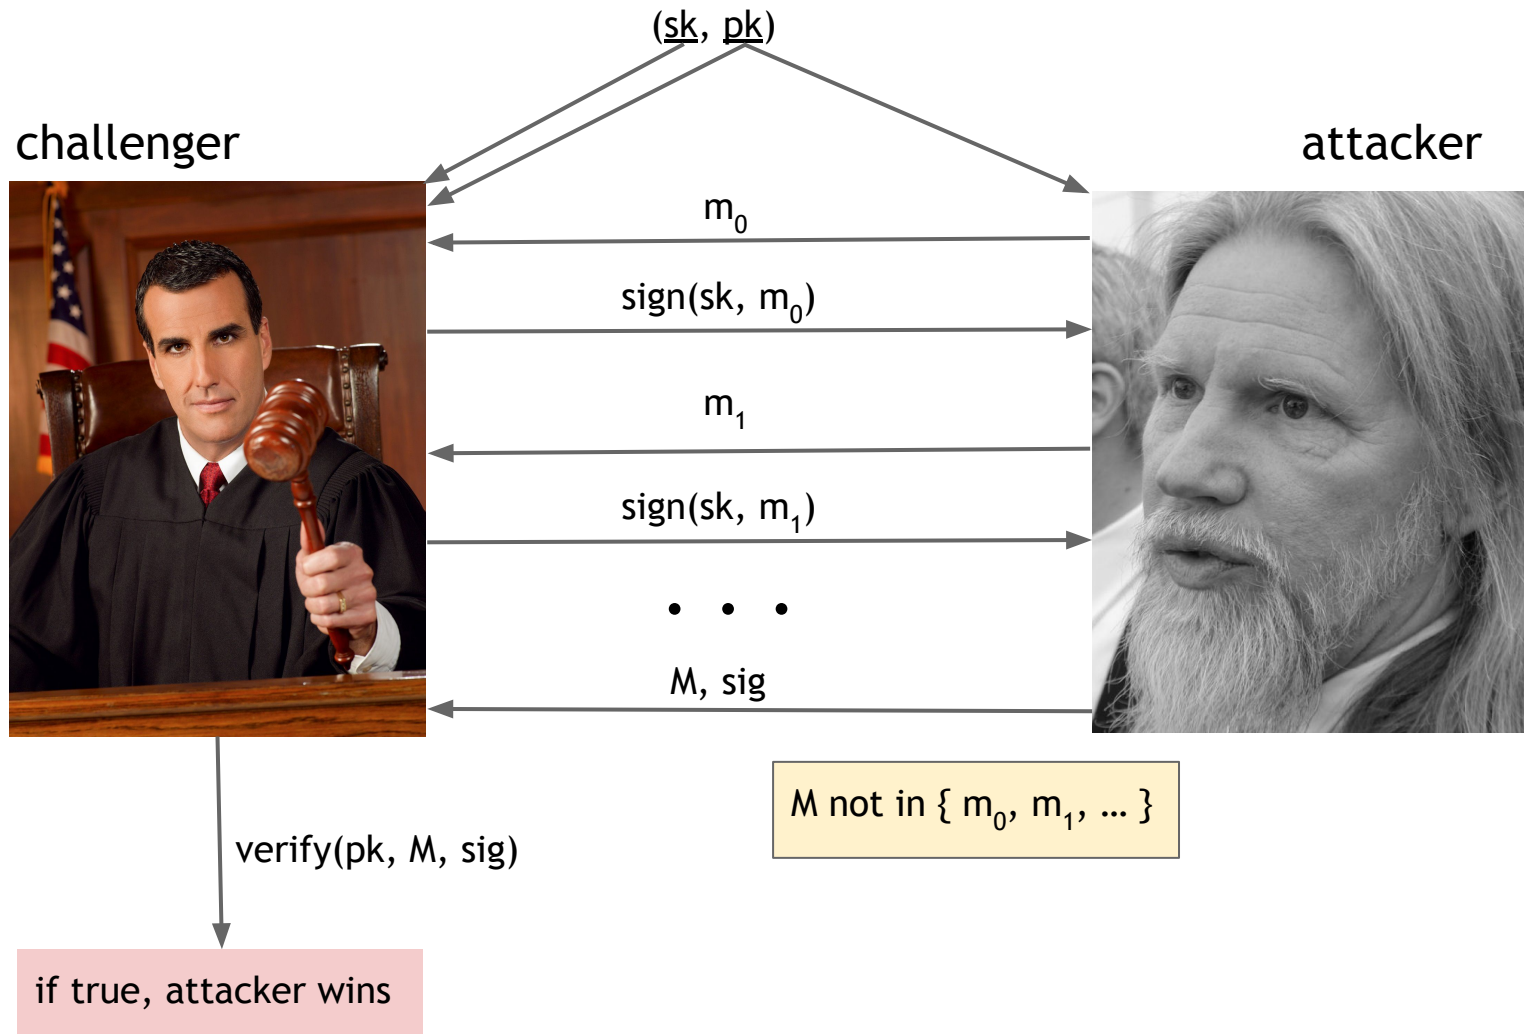 (sk, pk)
challenger
attacker
m₀
sign(sk, m₀)
m₁
sign(sk, m₁)
• • •
M, sig
M not in { m₀, m₁, … }
verify(pk, M, sig)
if true, attacker wins